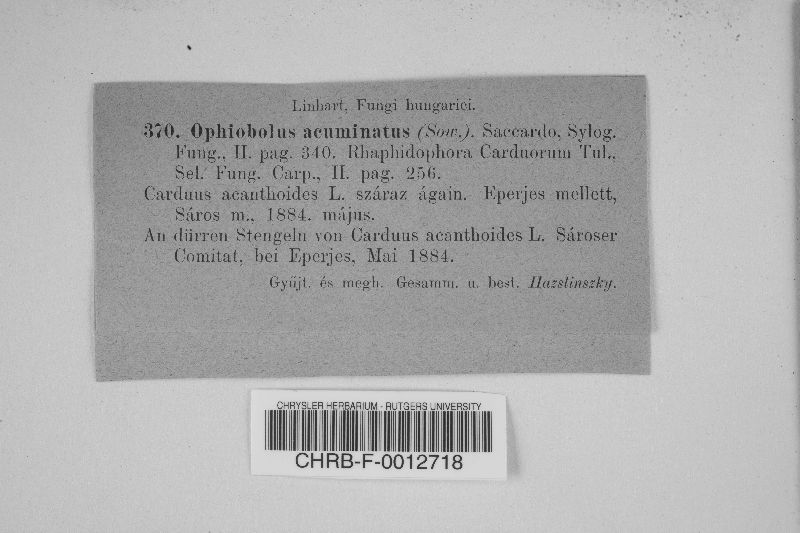 Linhart, Fungi hungarici.
370. Ophiobolus acuminatus (Sow.). Saccardo, Sylog.
Fung., II. pag. 340. Rhaphidophora Carduorum Tul.,
Sel. Fung. Carp., II. pag. 256.
Carduus acanthoides L. száraz ágain. Eperjes mellett,
Sáros m., 1884. május.
An dürren Stengeln von Carduus acanthoides L. Sároser
Comitat, bei Eperjes, Mai 1884.
Gyűjt. és megh. Gesamm. u. best. Hazslinszky.
CHRYSLER HERBARIUM - RUTGERS UNIVERSITY
CHRB-F-0012718